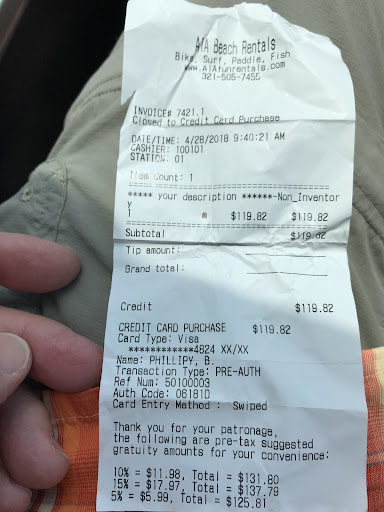 A1A Beach Rentals
Bike, Surf, Paddle, Fish
www.A1Afunrentals.com
321-505-7455
INVOICE# 7421.1
Closed to Credit Card Purchase
DATE/TIME: 4/28/2018 9:40:21 AM
CASHIER: 100101
STATION: 01
Item Count: 1
***** your description ******-Non_Inventor
y
1 @ $119.82 $119.82
Subtotal $119.82
Tip amount:
Grand total:
Credit $119.82
CREDIT CARD PURCHASE $119.82
Card Type: Visa
************4824 XX/XX
Name: PHILLIPY, B.
Transaction Type: PRE-AUTH
Ref Num: 50100003
Auth Code: 06181D
Card Entry Method : Swiped
Thank you for your patronage,
the following are pre-tax suggested
gratuity amounts for your convenience:
10% = $11.98, Total = $131.80
15% = $17.97, Total = $137.79
5% = $5.99, Total = $125.81